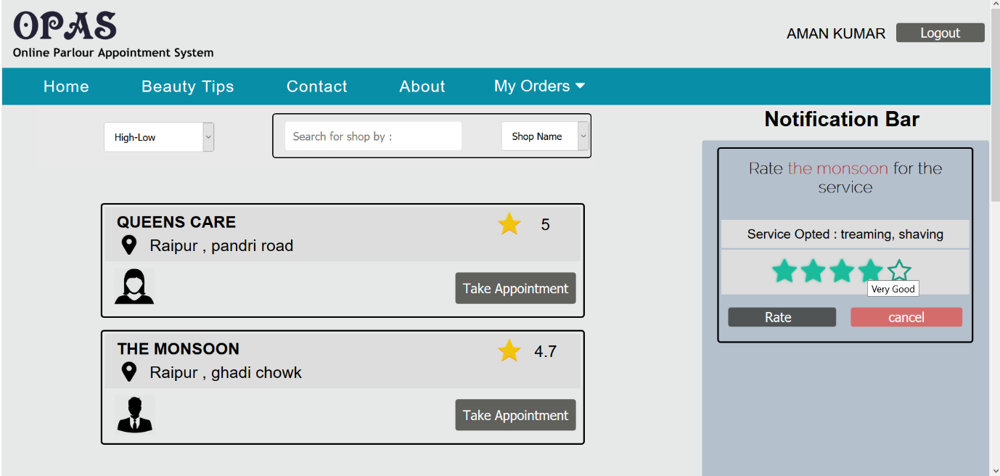 OPAS
Online Parlour Appointment System
AMAN KUMAR
Logout
Home
Beauty Tips
Contact
About
My Orders
High-Low
Search for shop by :
Shop Name
QUEENS CARE
5
Raipur , pandri road
Take Appointment
THE MONSOON
4.7
Raipur , ghadi chowk
Take Appointment
Notification Bar
Rate the monsoon for the
service
Service Opted : treaming, shaving
Very Good
Rate
cancel